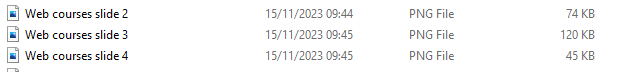 Web courses slide 2 15/11/2023 09:44 PNG File 74 KB
Web courses slide 3 15/11/2023 09:45 PNG File 120 KB
Web courses slide 4 15/11/2023 09:45 PNG File 45 KB